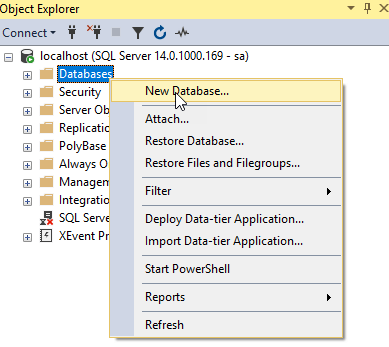 Object Explorer
Connect
localhost (SQL Server 14.0.1000.169 - sa)
Databases
Security
Server Ob
Replicatio
PolyBase
Always O
Managem
Integratio
SQL Serve
XEvent Pr
New Database...
Attach...
Restore Database...
Restore Files and Filegroups...
Filter
Deploy Data-tier Application...
Import Data-tier Application...
Start PowerShell
Reports
Refresh